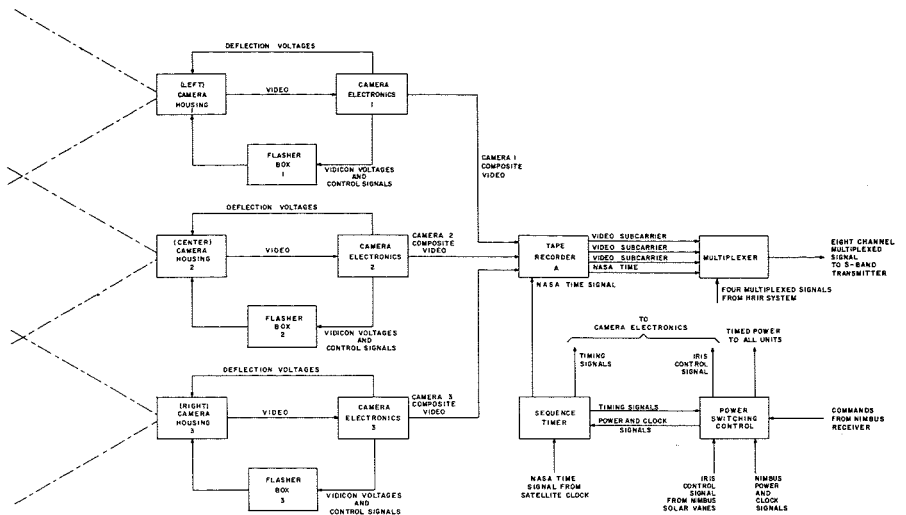 DEFLECTION VOLTAGES
(LEFT)
CAMERA
HOUSING
1
VIDEO
CAMERA
ELECTRONICS
1
FLASHER
BOX
1
VIDICON VOLTAGES
AND
CONTROL SIGNALS
CAMERA 1
COMPOSITE
VIDEO
DEFLECTION VOLTAGES
(CENTER)
CAMERA
HOUSING
2
VIDEO
CAMERA
ELECTRONICS
2
CAMERA 2
COMPOSITE
VIDEO
FLASHER
BOX
2
VIDICON VOLTAGES
AND
CONTROL SIGNALS
TAPE
RECORDER
A
VIDEO SUBCARRIER
VIDEO SUBCARRIER
VIDEO SUBCARRIER
NASA TIME
MULTIPLEXER
EIGHT CHANNEL
MULTIPLEXED
SIGNAL
TO S-BAND
TRANSMITTER
NASA TIME SIGNAL
FOUR MULTIPLEXED SIGNALS
FROM HRIR SYSTEM
TO
CAMERA ELECTRONICS
TIMED POWER
TO ALL UNITS
TIMING
SIGNALS
IRIS
CONTROL
SIGNAL
DEFLECTION VOLTAGES
(RIGHT)
CAMERA
HOUSING
3
VIDEO
CAMERA
ELECTRONICS
3
CAMERA 3
COMPOSITE
VIDEO
FLASHER
BOX
3
VIDICON VOLTAGES
AND
CONTROL SIGNALS
SEQUENCE
TIMER
TIMING SIGNALS
POWER AND CLOCK
SIGNALS
POWER
SWITCHING
CONTROL
COMMANDS
FROM NIMBUS
RECEIVER
NASA TIME
SIGNAL FROM
SATELLITE CLOCK
IRIS
CONTROL
SIGNAL
FROM NIMBUS
SOLAR VANES
NIMBUS
POWER
AND
CLOCK
SIGNALS